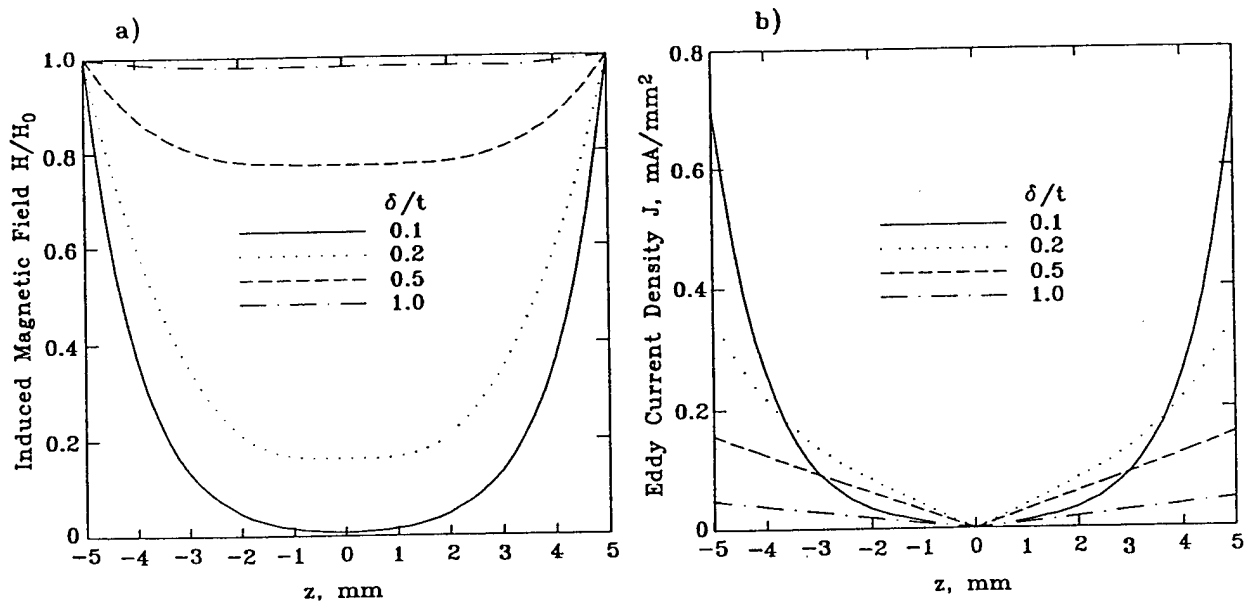 a)
Induced Magnetic Field H/H0
1.0
0.8
0.6
0.4
0.2
0
δ/t
0.1
0.2
0.5
1.0
-5 -4 -3 -2 -1 0 1 2 3 4 5
z, mm
b)
Eddy Current Density J, mA/mm²
0.8
0.6
0.4
0.2
0
δ/t
0.1
0.2
0.5
1.0
-5 -4 -3 -2 -1 0 1 2 3 4 5
z, mm